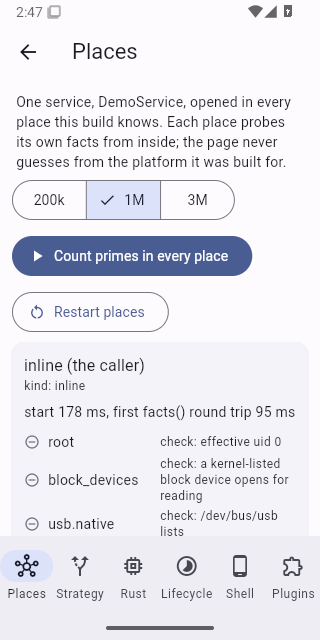 2:47
Places
One service, DemoService, opened in every
place this build knows. Each place probes
its own facts from inside; the page never
guesses from the platform it was built for.
200k
1M
3M
Count primes in every place
Restart places
inline (the caller)
kind: inline
start 178 ms, first facts() round trip 95 ms
root
check: effective uid 0
block_devices
check: a kernel-listed
block device opens for
reading
usb.native
check: /dev/bus/usb
lists
Places
Strategy
Rust
Lifecycle
Shell
Plugins